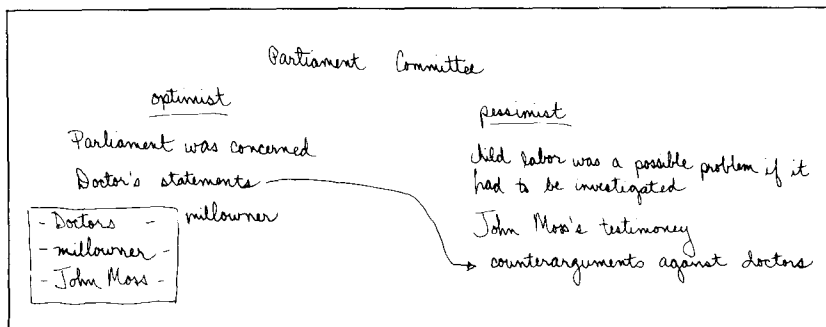 Parliament Committee
optimist
Parliament was concerned
Doctor's statements
millowner
- Doctors -
- millowner -
- John Moss -
pessimist
child labor was a possible problem if it
had to be investigated
John Moss's testimoney
counterarguments against doctors